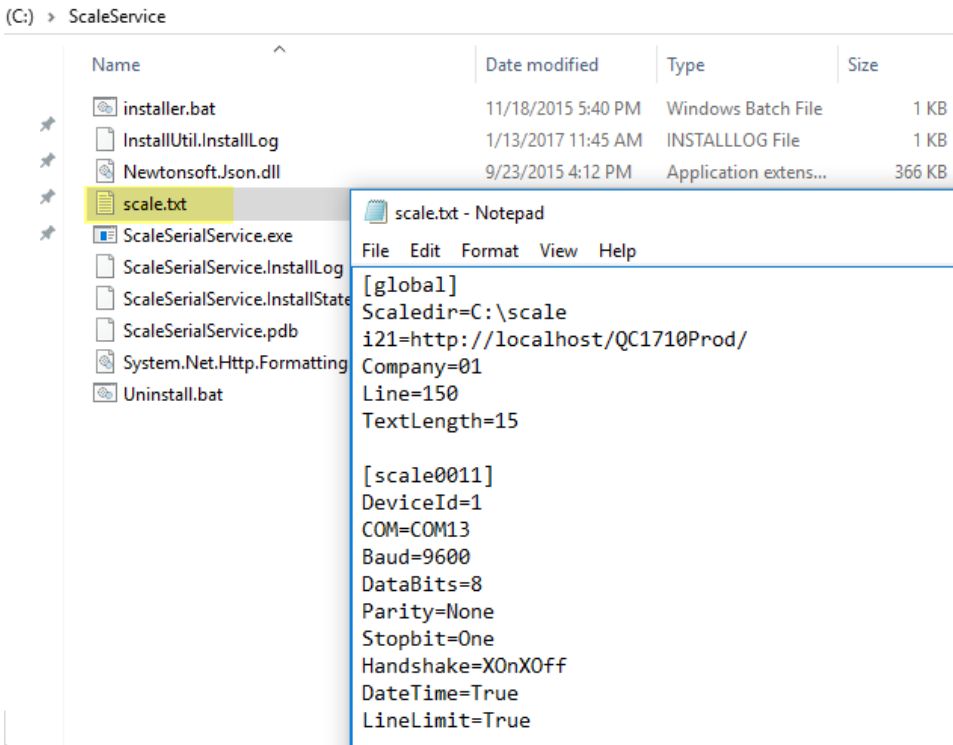 (C:) > ScaleService
Name Date modified Type Size
installer.bat 11/18/2015 5:40 PM Windows Batch File 1 KB
InstallUtil.InstallLog 1/13/2017 11:45 AM INSTALLLOG File 1 KB
Newtonsoft.Json.dll 9/23/2015 4:12 PM Application extens... 366 KB
scale.txt
ScaleSerialService.exe
ScaleSerialService.InstallLog
ScaleSerialService.InstallState
ScaleSerialService.pdb
System.Net.Http.Formatting
Uninstall.bat
scale.txt - Notepad
File Edit Format View Help
[global]
Scaledir=C:\scale
i21=http://localhost/QC1710Prod/
Company=01
Line=150
TextLength=15
[scale0011]
DeviceId=1
COM=COM13
Baud=9600
DataBits=8
Parity=None
Stopbit=One
Handshake=XOnXOff
DateTime=True
LineLimit=True